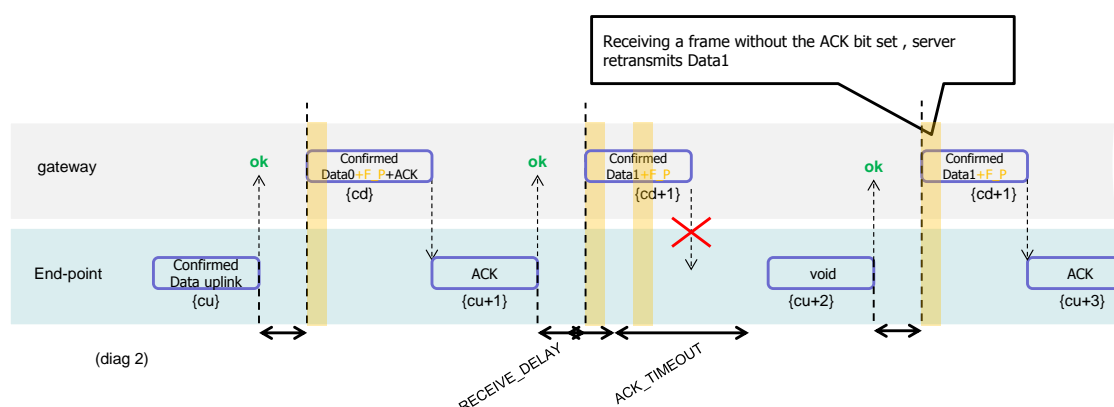 Receiving a frame without the ACK bit set , server
retransmits Data1
gateway
ok
Confirmed
Data0+F_P+ACK
{cd}
ok
Confirmed
Data1+F_P
{cd+1}
ok
Confirmed
Data1+F_P
{cd+1}
End-point
Confirmed
Data uplink
{cu}
ACK
{cu+1}
void
{cu+2}
ACK
{cu+3}
(diag 2)
RECEIVE_DELAY
ACK_TIMEOUT